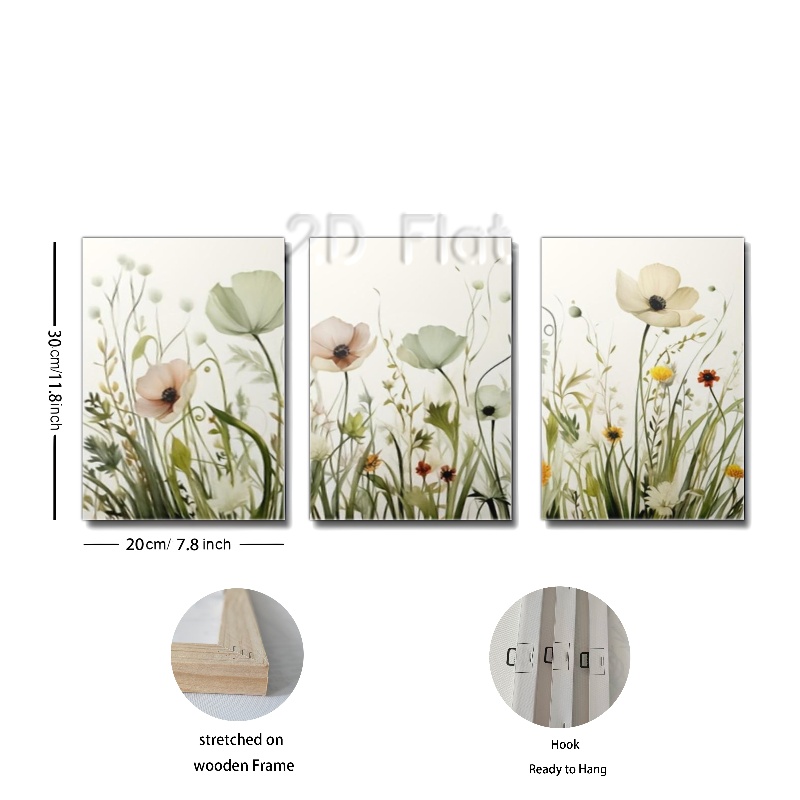 2D Flat
30cm/11.8inch
20cm/ 7.8 inch
stretched on
wooden Frame
Hook
Ready to Hang